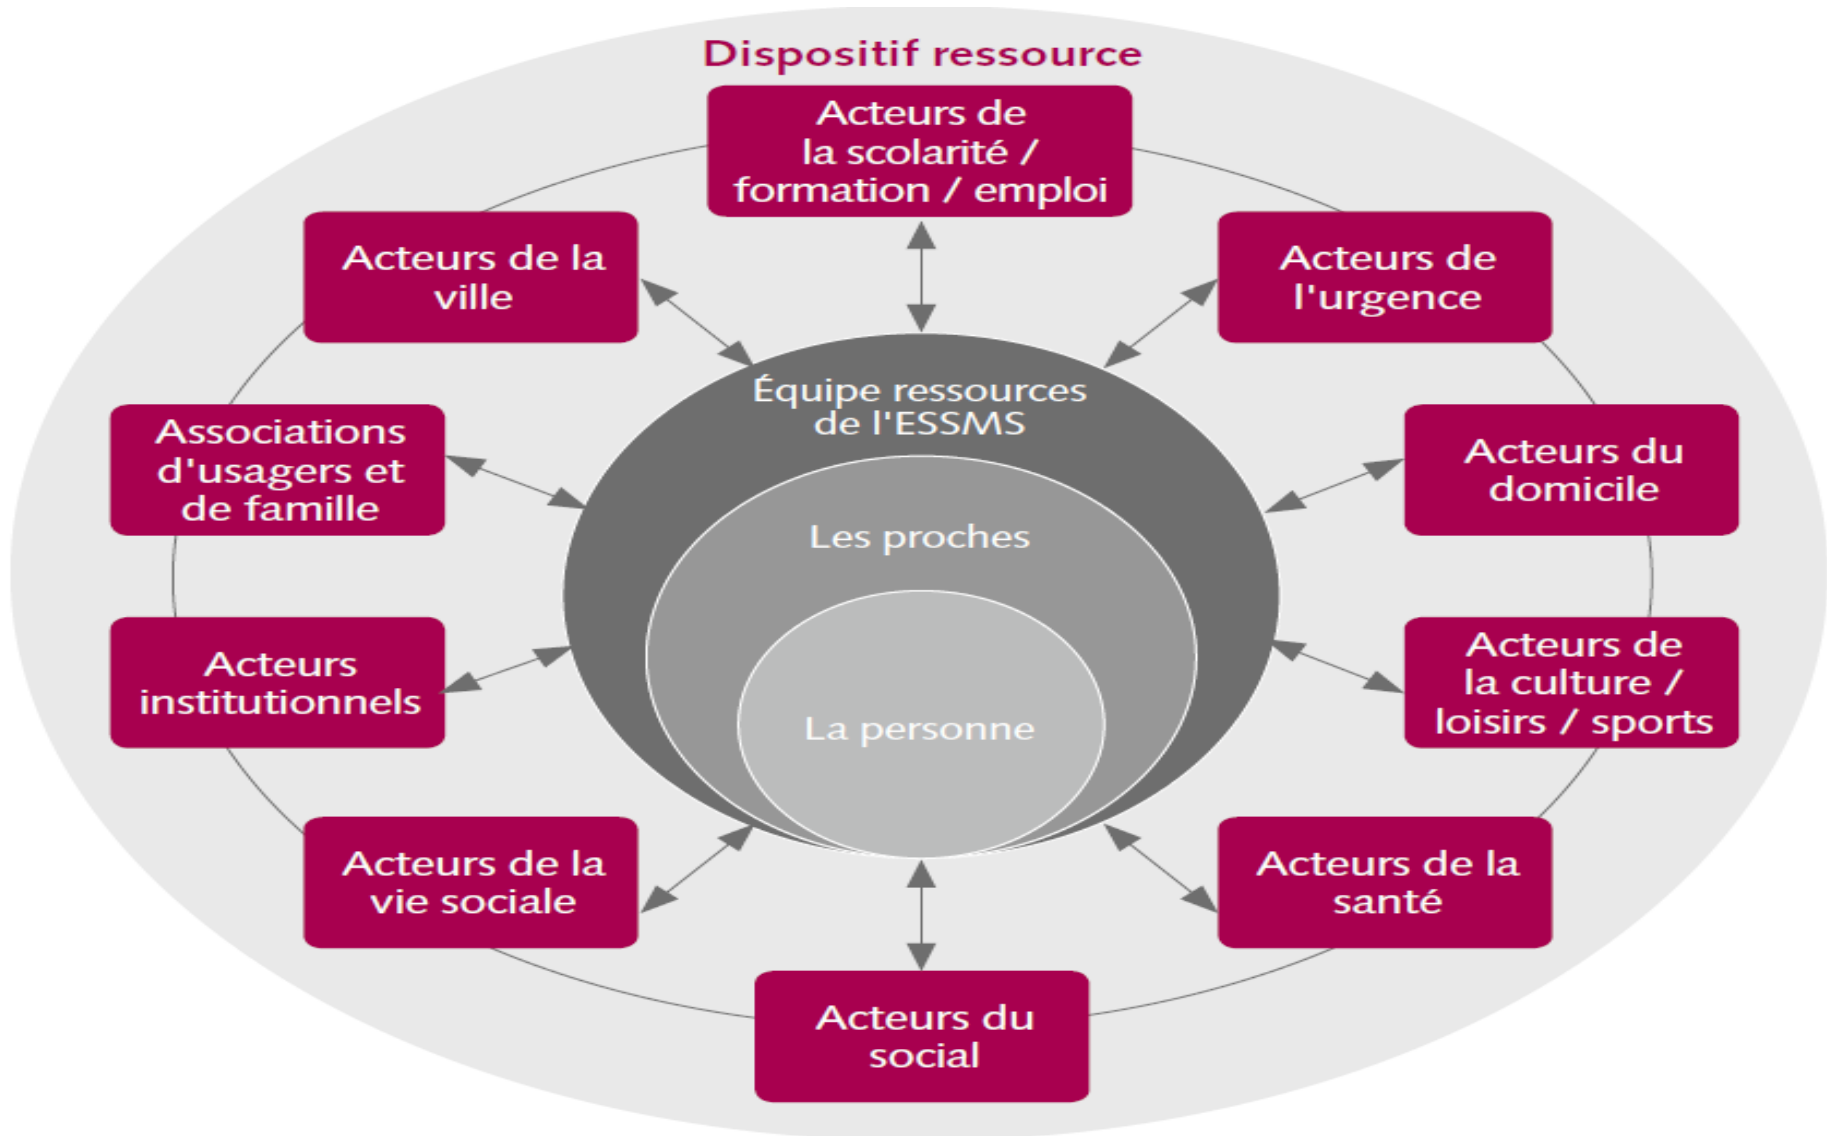 Dispositif ressource
Acteurs de
la scolarité /
formation / emploi
Acteurs de la
ville
Acteurs de
l'urgence
Équipe ressources
de l'ESSMS
Associations
d'usagers et
de famille
Acteurs du
domicile
Les proches
Acteurs
institutionnels
Acteurs de
la culture /
loisirs / sports
La personne
Acteurs de la
vie sociale
Acteurs de la
santé
Acteurs du
social